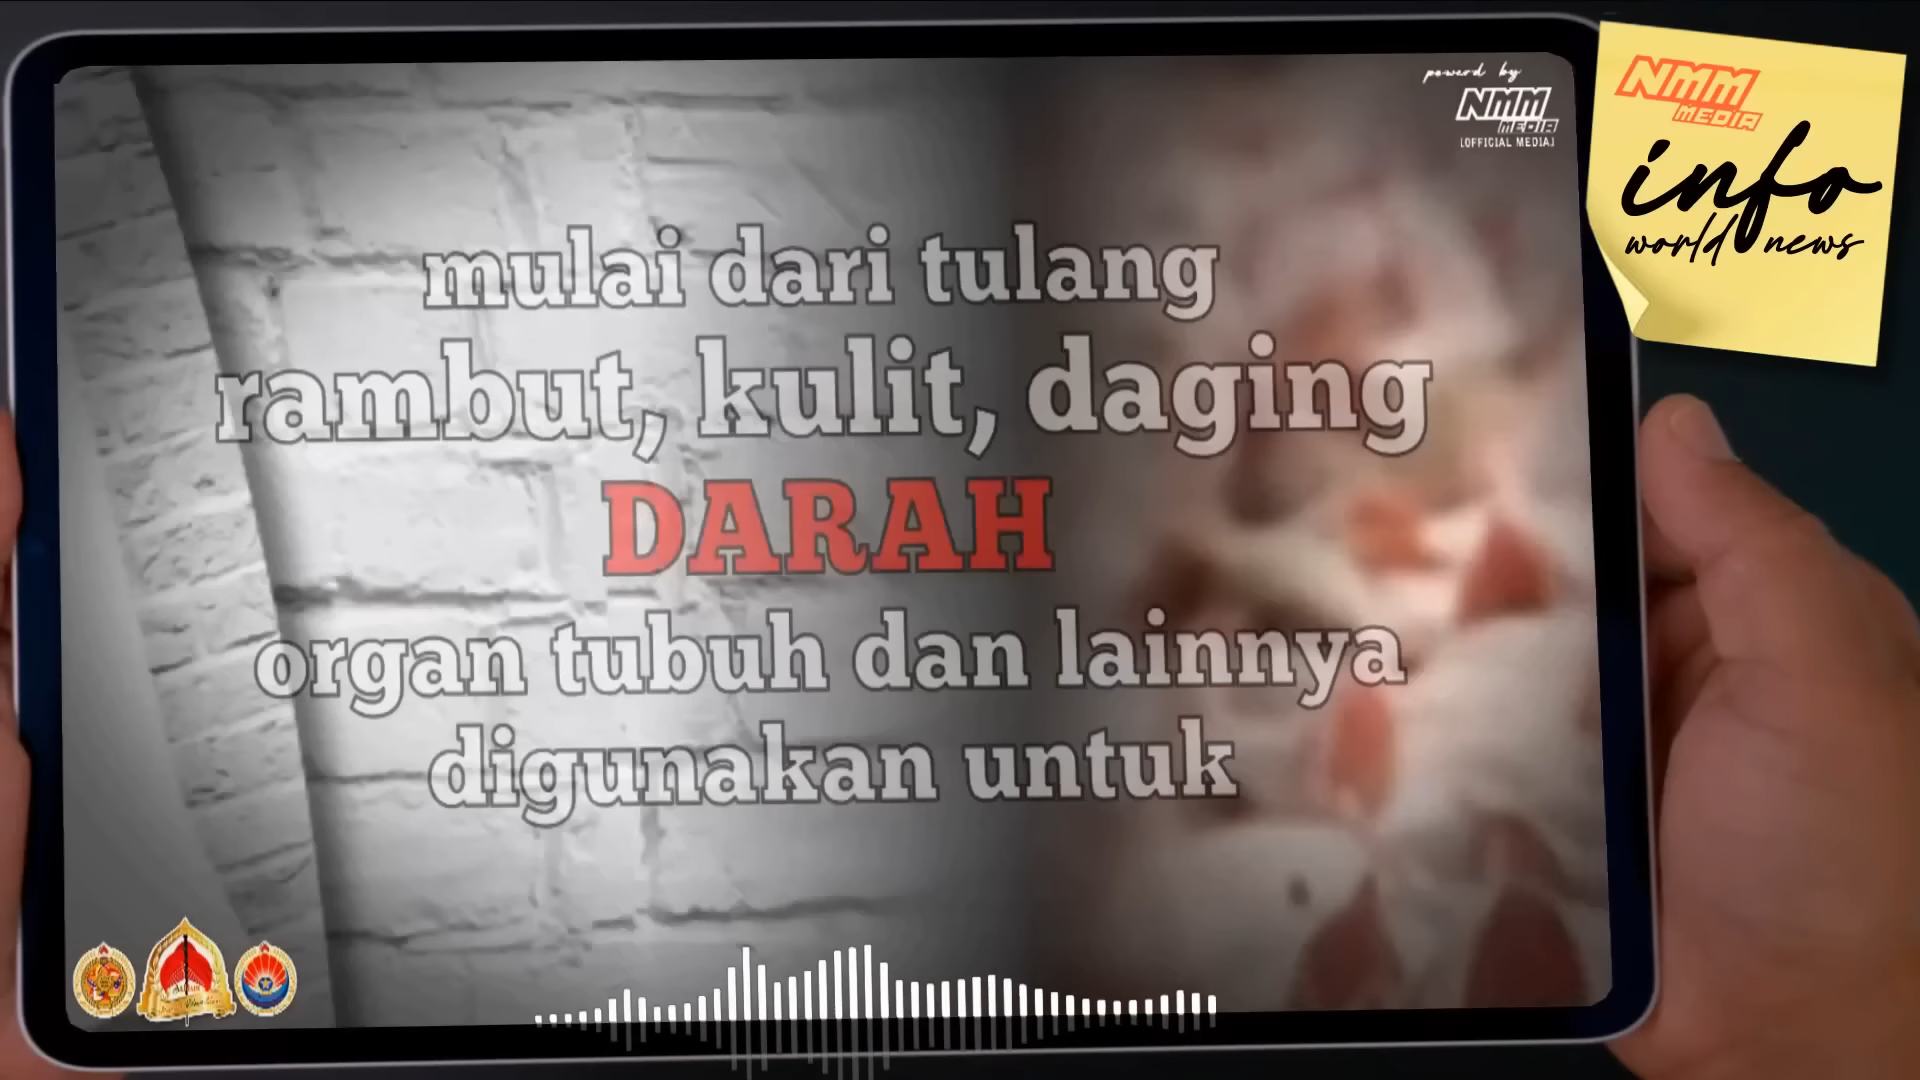 powerd by
NMM
MEDIA
[OFFICIAL MEDIA]
NMM
MEDIA
info
world news
mulai dari tulang
rambut, kulit, daging
DARAH
organ tubuh dan lainnya
digunakan untuk